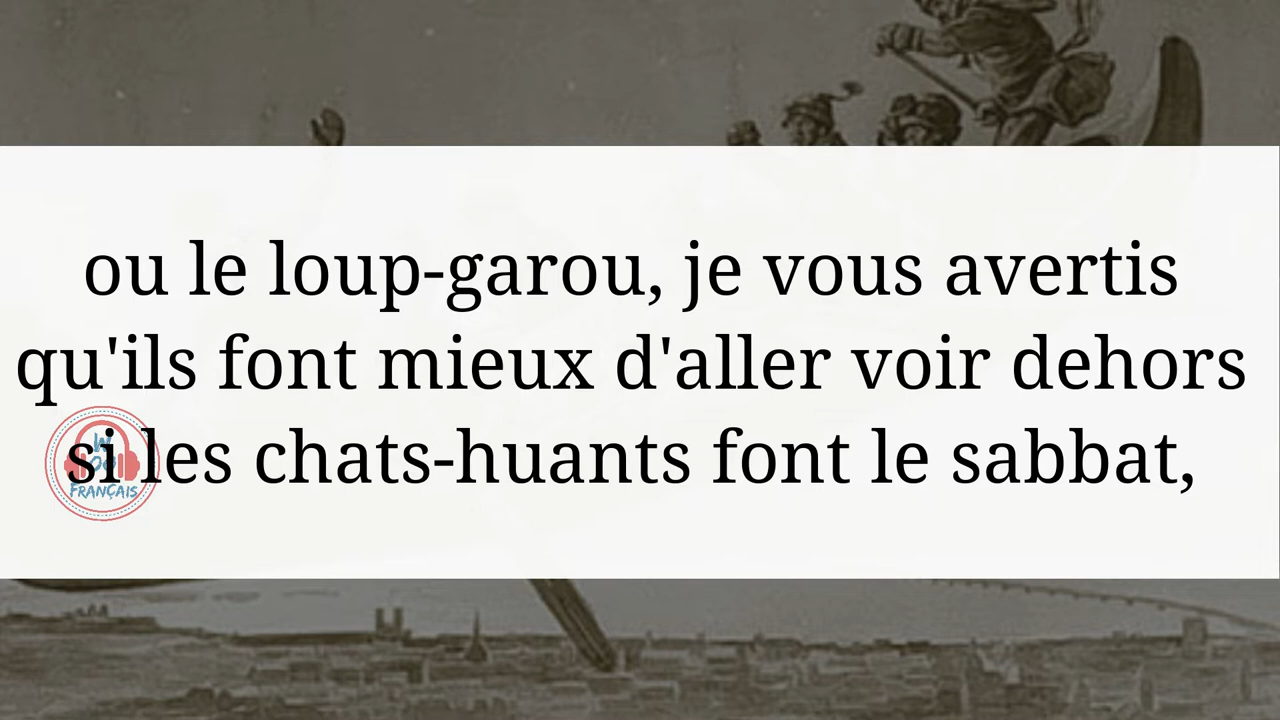 ou le loup-garou, je vous avertis
qu'ils font mieux d'aller voir dehors
si les chats-huants font le sabbat,
FRANÇAIS